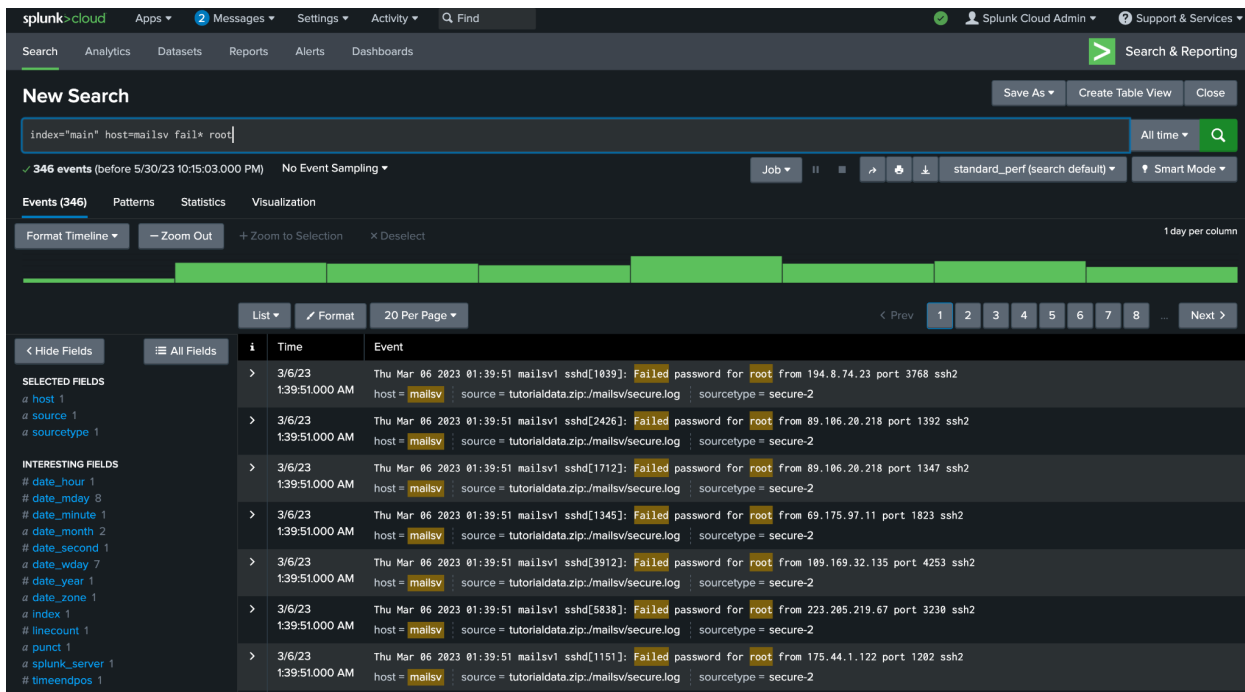 splunk>cloud Apps ▾ 2 Messages ▾ Settings ▾ Activity ▾ Find Splunk Cloud Admin ▾ ? Support & Services ▾
Search Analytics Datasets Reports Alerts Dashboards > Search & Reporting
New Search Save As ▾ Create Table View Close
index="main" host=mailsv fail* root All time ▾
✓ 346 events (before 5/30/23 10:15:03.000 PM) No Event Sampling ▾ Job ▾ standard_perf (search default) ▾ Smart Mode ▾
Events (346) Patterns Statistics Visualization
Format Timeline ▾ — Zoom Out + Zoom to Selection × Deselect 1 day per column
List ▾ Format 20 Per Page ▾ < Prev 1 2 3 4 5 6 7 8 ... Next >
< Hide Fields All Fields i Time Event
SELECTED FIELDS
a host 1
a source 1
a sourcetype 1
INTERESTING FIELDS
# date_hour 1
# date_mday 8
# date_minute 1
a date_month 2
# date_second 1
a date_wday 7
# date_year 1
a date_zone 1
a index 1
# linecount 1
a punct 1
a splunk_server 1
# timeendpos 1
> 3/6/23 Thu Mar 06 2023 01:39:51 mailsv1 sshd[1039]: Failed password for root from 194.8.74.23 port 3768 ssh2
1:39:51.000 AM host = mailsv source = tutorialdata.zip:./mailsv/secure.log sourcetype = secure-2
> 3/6/23 Thu Mar 06 2023 01:39:51 mailsv1 sshd[2426]: Failed password for root from 89.106.20.218 port 1392 ssh2
1:39:51.000 AM host = mailsv source = tutorialdata.zip:./mailsv/secure.log sourcetype = secure-2
> 3/6/23 Thu Mar 06 2023 01:39:51 mailsv1 sshd[1712]: Failed password for root from 89.106.20.218 port 1347 ssh2
1:39:51.000 AM host = mailsv source = tutorialdata.zip:./mailsv/secure.log sourcetype = secure-2
> 3/6/23 Thu Mar 06 2023 01:39:51 mailsv1 sshd[1345]: Failed password for root from 69.175.97.11 port 1823 ssh2
1:39:51.000 AM host = mailsv source = tutorialdata.zip:./mailsv/secure.log sourcetype = secure-2
> 3/6/23 Thu Mar 06 2023 01:39:51 mailsv1 sshd[3912]: Failed password for root from 109.169.32.135 port 4253 ssh2
1:39:51.000 AM host = mailsv source = tutorialdata.zip:./mailsv/secure.log sourcetype = secure-2
> 3/6/23 Thu Mar 06 2023 01:39:51 mailsv1 sshd[5838]: Failed password for root from 223.205.219.67 port 3230 ssh2
1:39:51.000 AM host = mailsv source = tutorialdata.zip:./mailsv/secure.log sourcetype = secure-2
> 3/6/23 Thu Mar 06 2023 01:39:51 mailsv1 sshd[1151]: Failed password for root from 175.44.1.122 port 1202 ssh2
1:39:51.000 AM host = mailsv source = tutorialdata.zip:./mailsv/secure.log sourcetype = secure-2